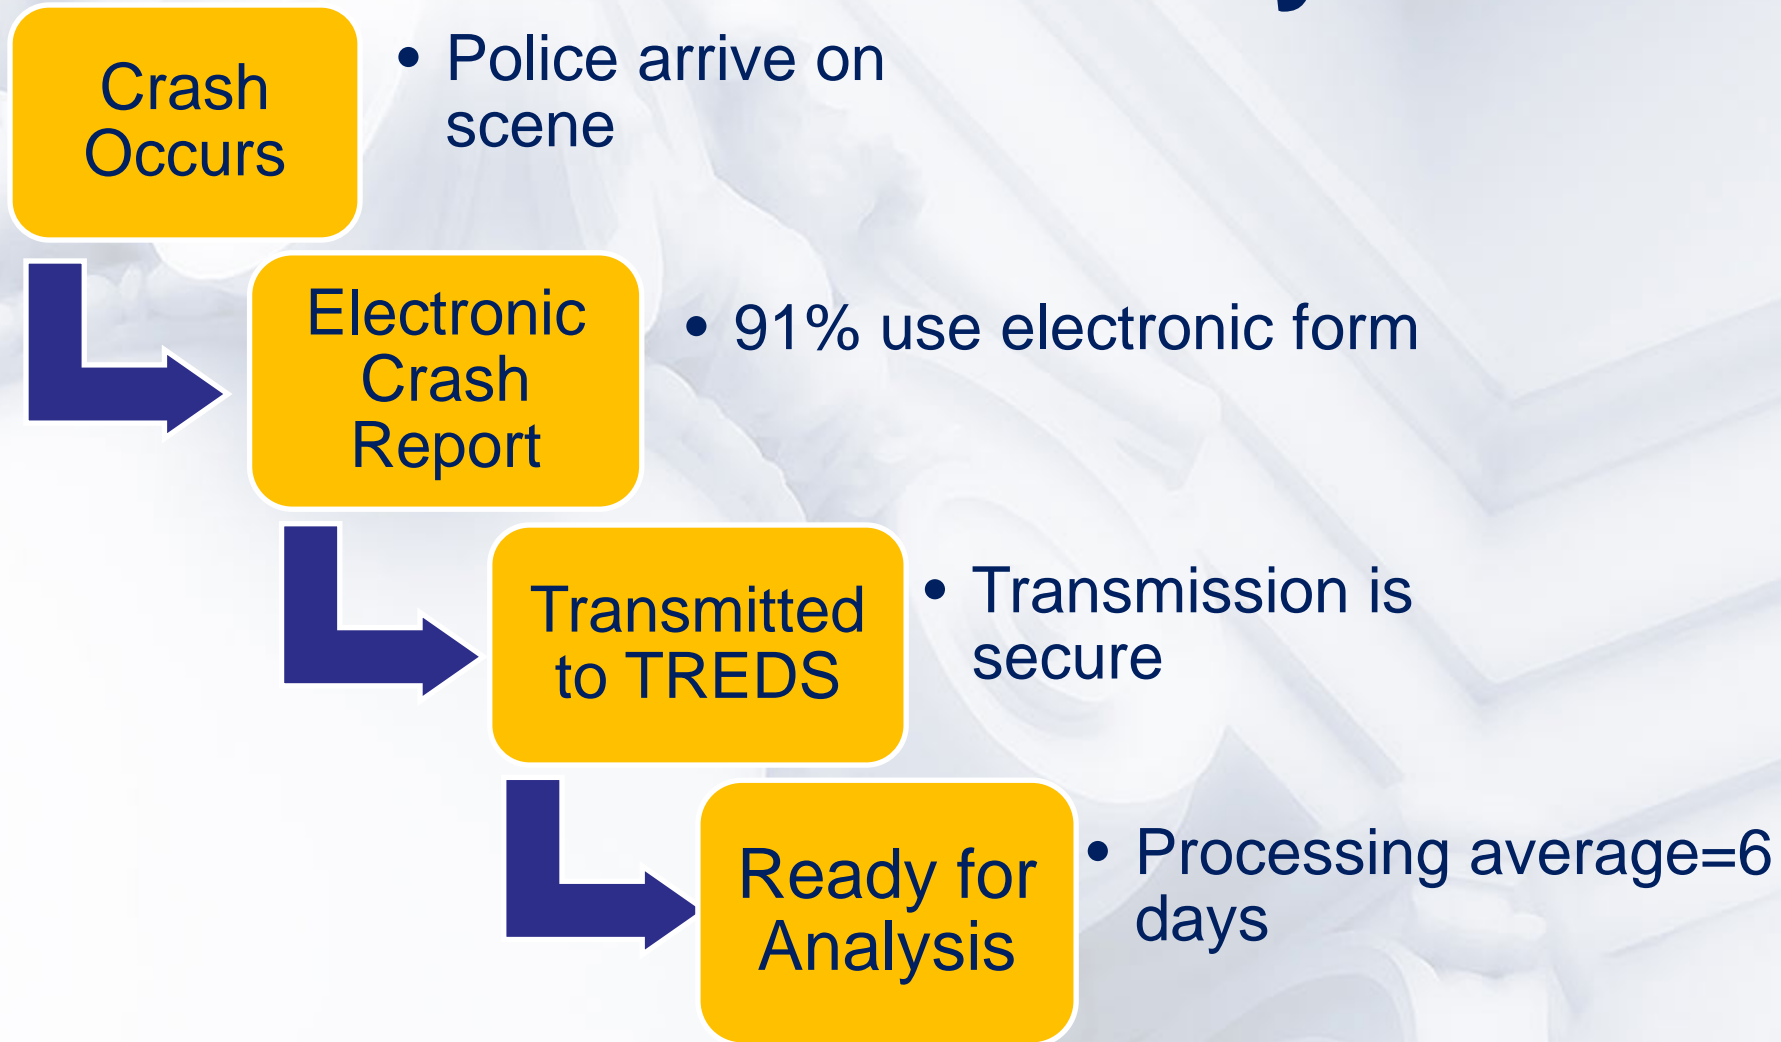 Crash
Occurs
• Police arrive on
scene
Electronic
Crash
Report
• 91% use electronic form
Transmitted
to TREDS
• Transmission is
secure
Ready for
Analysis
• Processing average=6
days